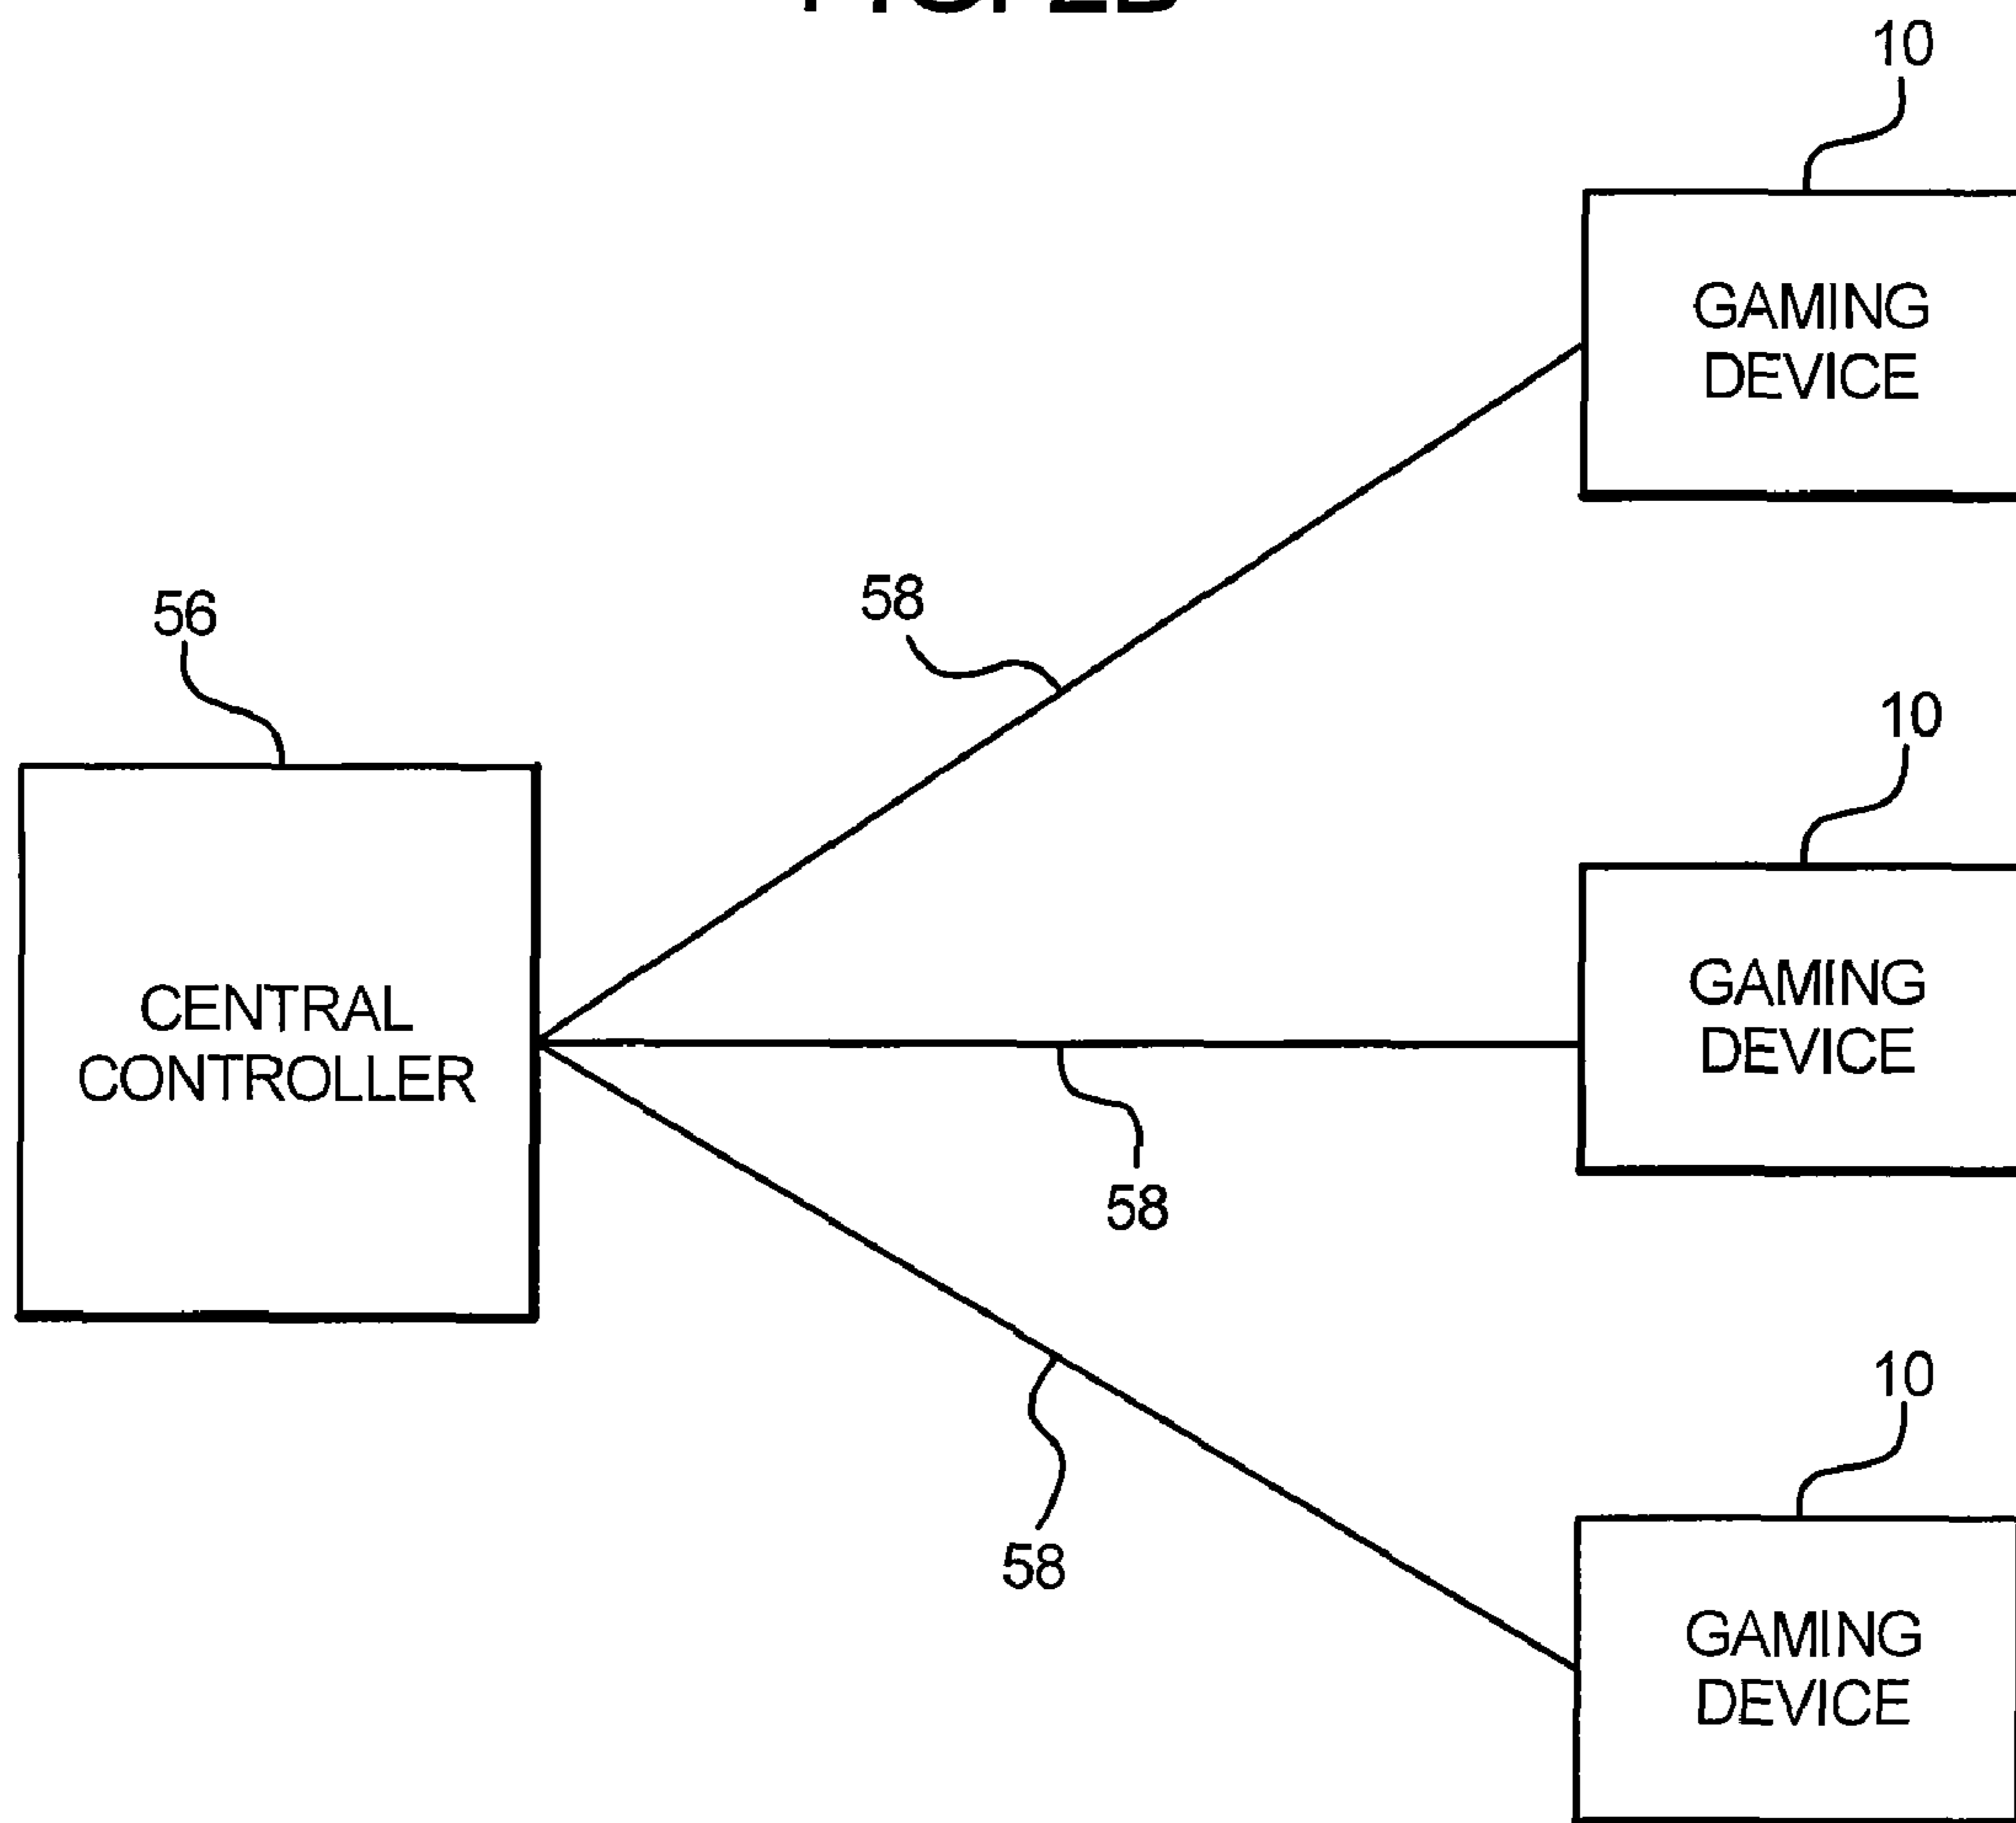 10
GAMING
DEVICE
58
56
10
CENTRAL
CONTROLLER
GAMING
DEVICE
58
10
58
GAMING
DEVICE